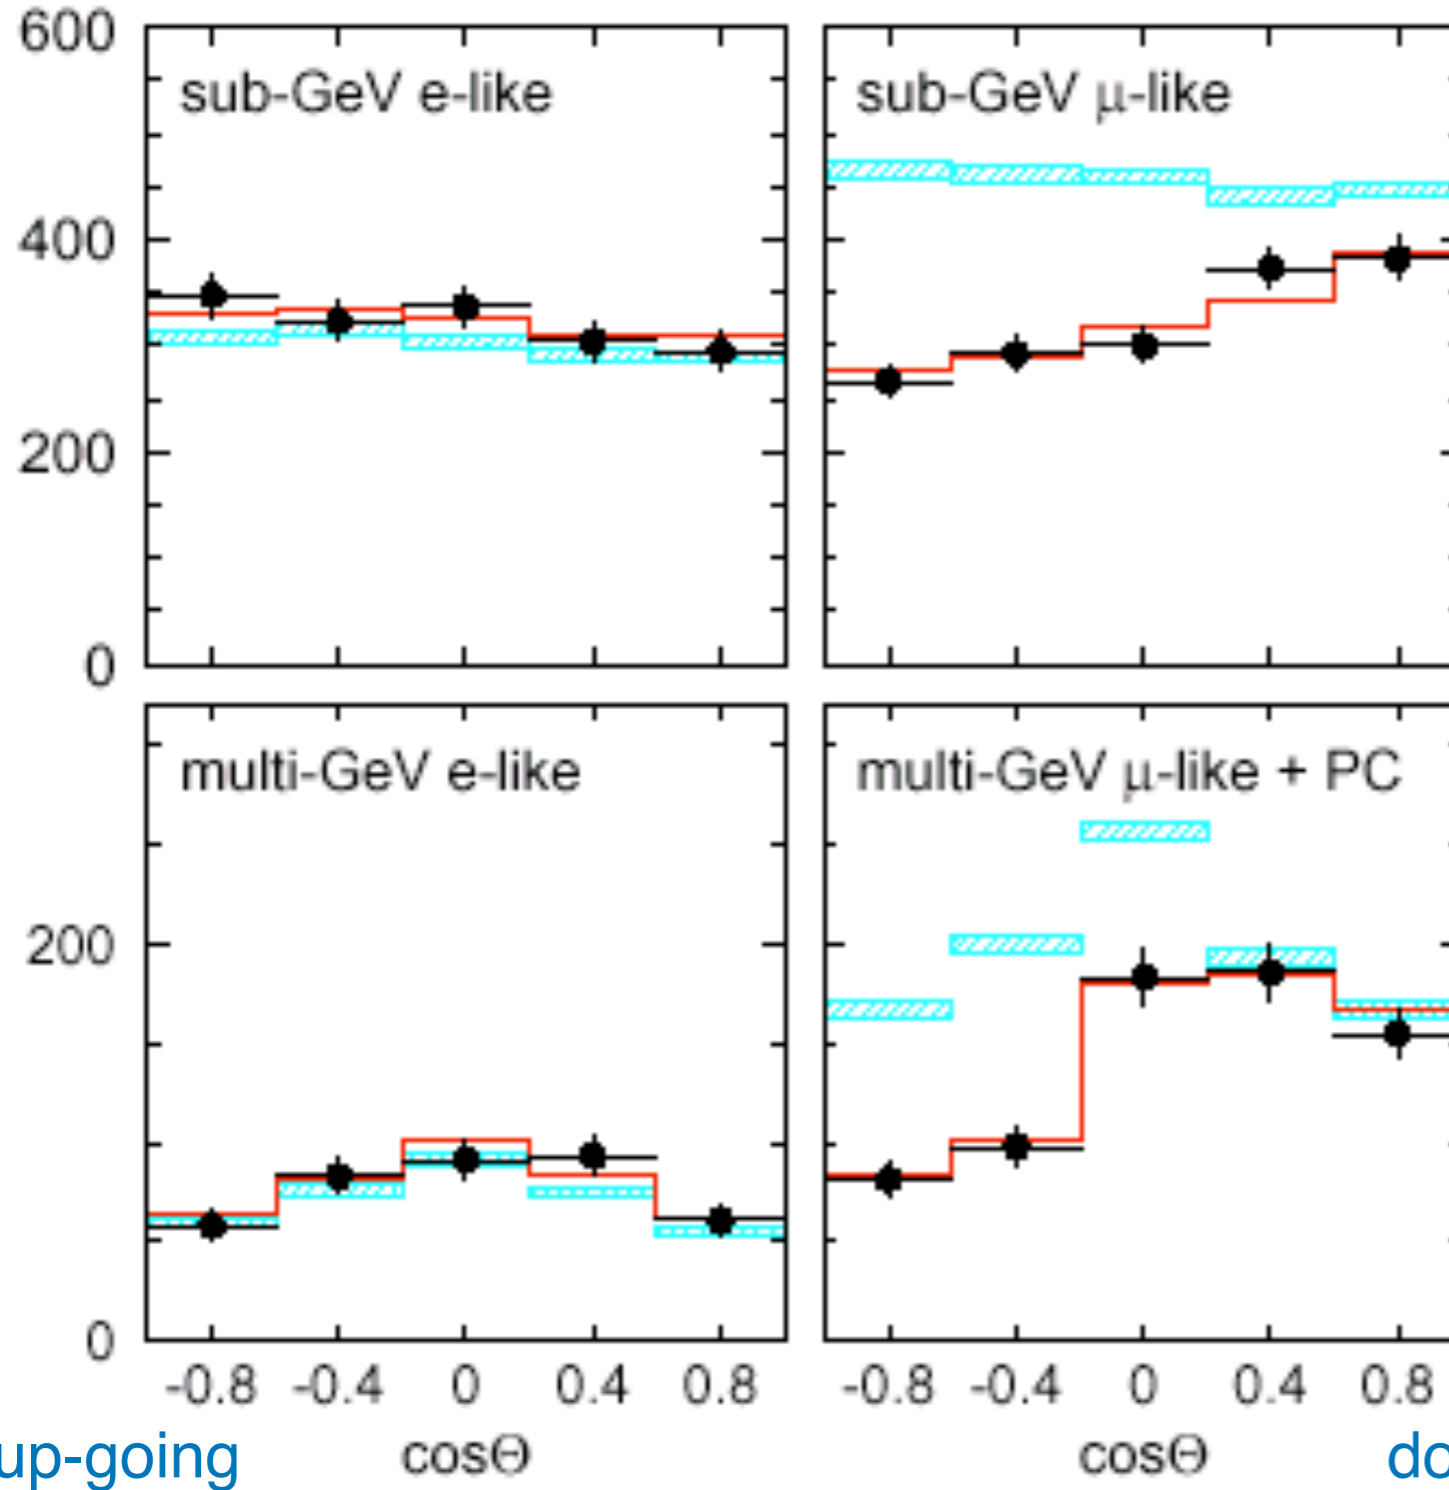 600
sub-GeV e-like
sub-GeV μ-like
400
200
0
multi-GeV e-like
multi-GeV μ-like + PC
200
0
-0.8 -0.4 0 0.4 0.8
-0.8 -0.4 0 0.4 0.8
up-going
cosΘ
cosΘ
do